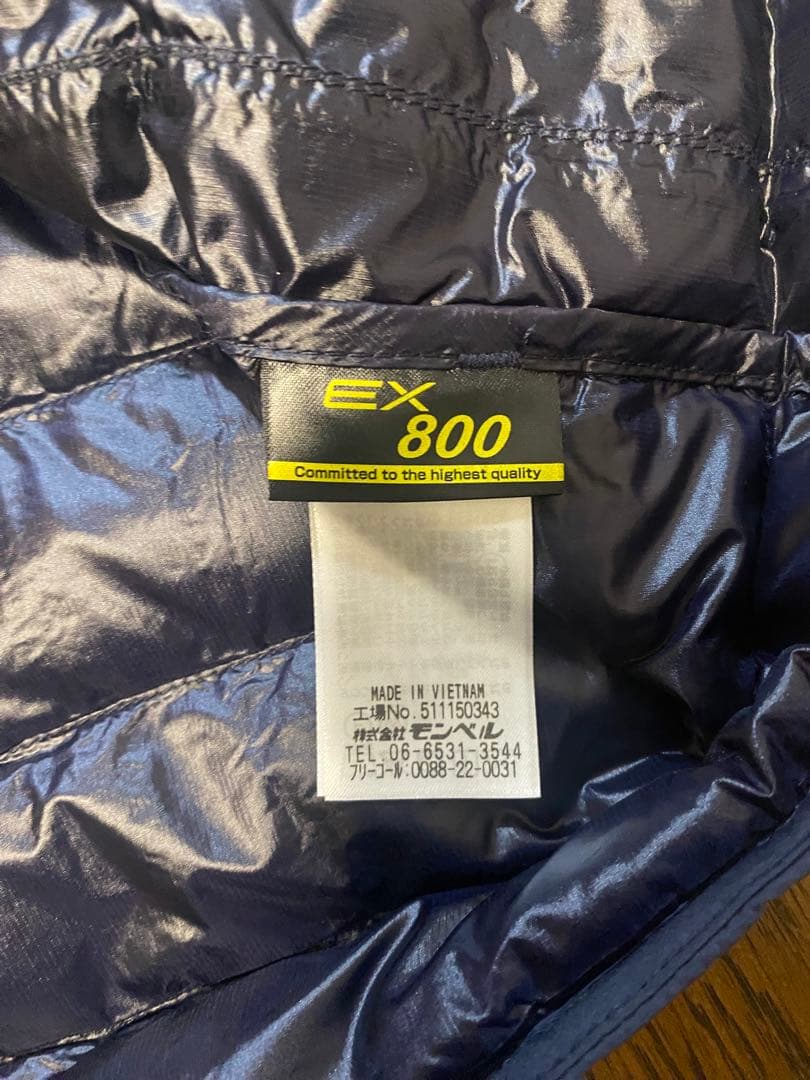 EX
800
Committed to the highest quality
MADE IN VIETNAM
工場No.511150343
株式会社モンベル
TEL.06-6531-3544
フリーコール:0088-22-0031